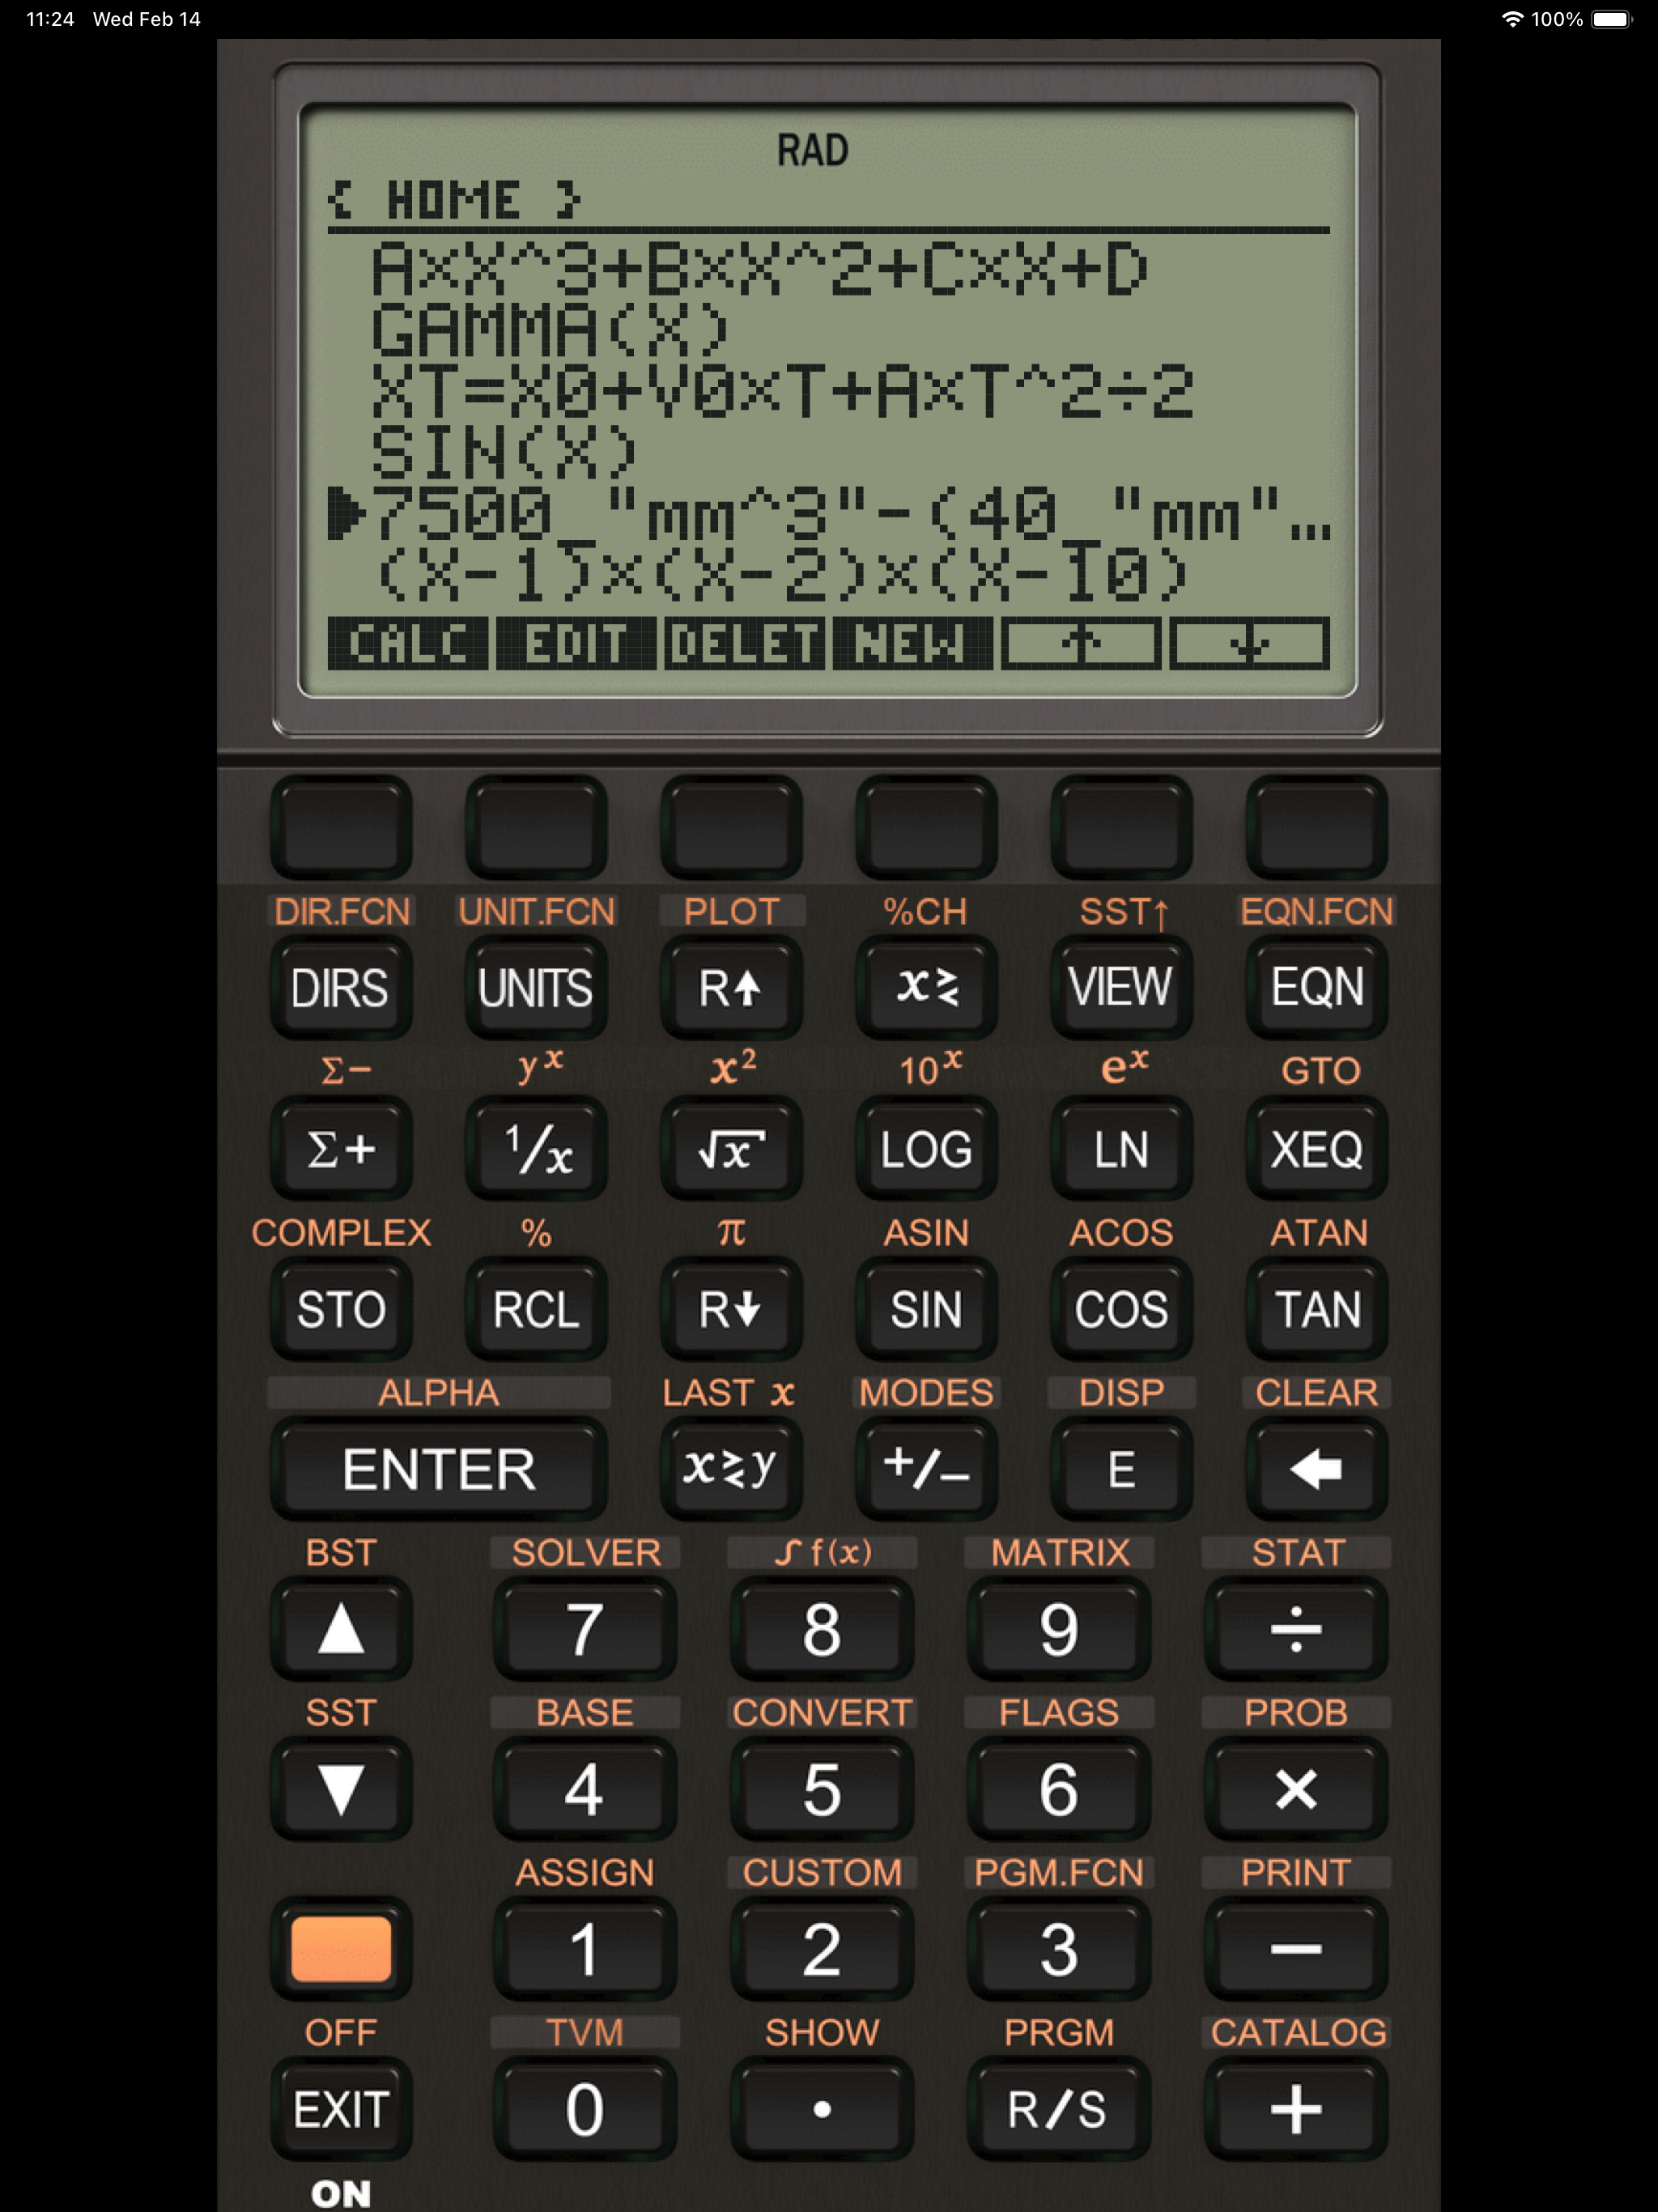 11:24 Wed Feb 14 100%
RAD
{ HOME }
A×X^3+B×X^2+C×X+D
GAMMA(X)
XT=X0+V0×T+A×T^2÷2
SIN(X)
▶7500_"mm^3"-(40_"mm"…
(X-1)×(X-2)×(X-10)
CALC EDIT DELET NEW ↑ ↓
DIR.FCN UNIT.FCN PLOT %CH SST↑ EQN.FCN
DIRS UNITS R↑ x≷ VIEW EQN
Σ− y^x x² 10^x e^x GTO
Σ+ 1/x √x LOG LN XEQ
COMPLEX % π ASIN ACOS ATAN
STO RCL R↓ SIN COS TAN
ALPHA LAST x MODES DISP CLEAR
ENTER x≷y +/− E ←
BST SOLVER ∫f(x) MATRIX STAT
▲ 7 8 9 ÷
SST BASE CONVERT FLAGS PROB
▼ 4 5 6 ×
ASSIGN CUSTOM PGM.FCN PRINT
1 2 3 −
OFF TVM SHOW PRGM CATALOG
EXIT 0 · R/S +
ON